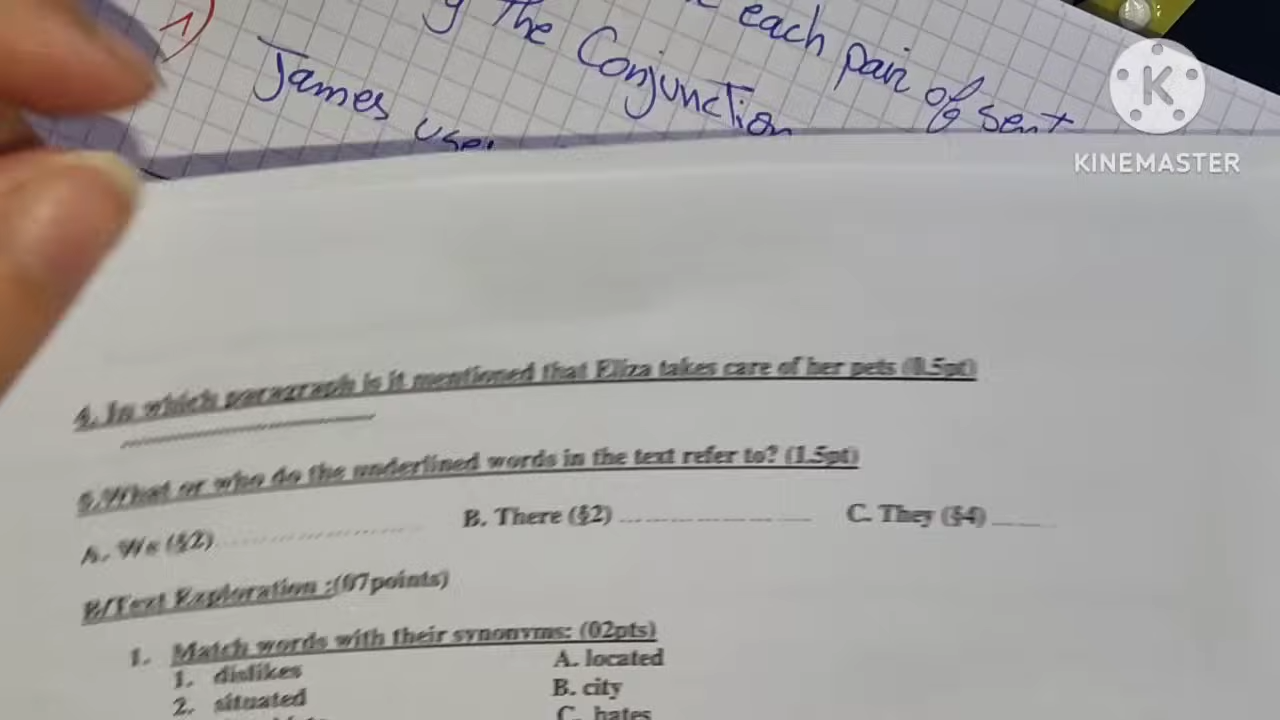 each pair of sent
g the Conjunction
1)
James use
K
KINEMASTER
4. In which paragraph is it mentioned that Eliza takes care of her pets (0.5pt)
5. What or who do the underlined words in the text refer to? (1.5pt)
A. We (§2)..................... B. There (§2) ..................... C. They (§4) ........
B/Text Exploration :(07points)
1. Match words with their synonyms: (02pts)
1. dislikes A. located
2. situated B. city
C. hates